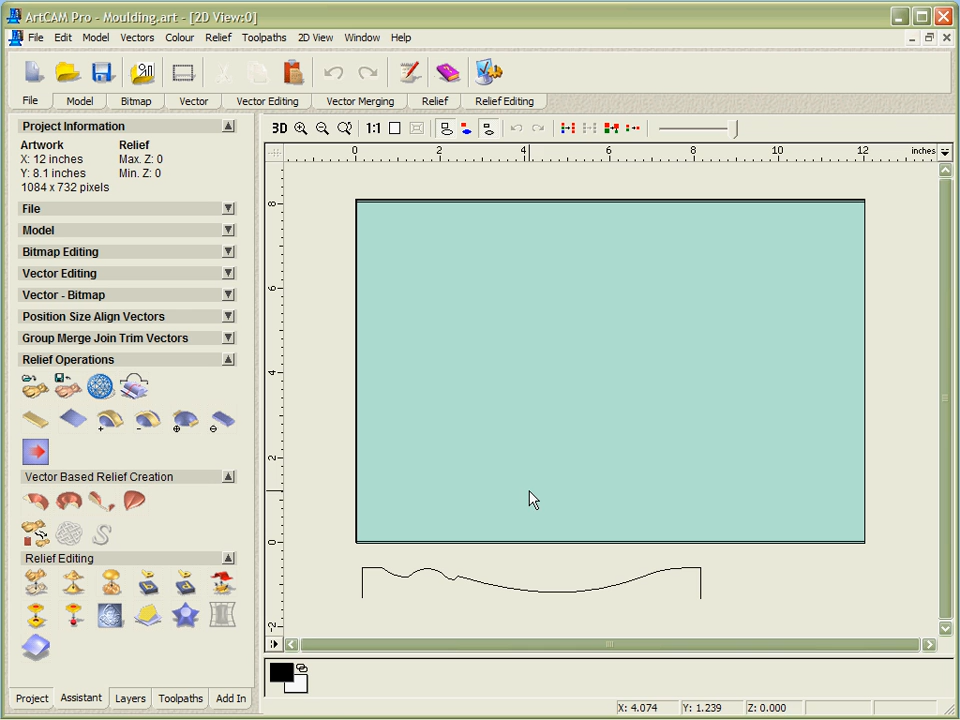 ArtCAM Pro - Moulding.art - [2D View:0]
File Edit Model Vectors Colour Relief Toolpaths 2D View Window Help
File Model Bitmap Vector Vector Editing Vector Merging Relief Relief Editing
Project Information
Artwork Relief
X: 12 inches Max. Z: 0
Y: 8.1 inches Min. Z: 0
1084 x 732 pixels
File
Model
Bitmap Editing
Vector Editing
Vector - Bitmap
Position Size Align Vectors
Group Merge Join Trim Vectors
Relief Operations
Vector Based Relief Creation
Relief Editing
Project Assistant Layers Toolpaths Add In
3D 1:1
0 2 4 6 8 10 12 inches
8
6
4
2
0
-2
X: 4.074 Y: 1.239 Z: 0.000